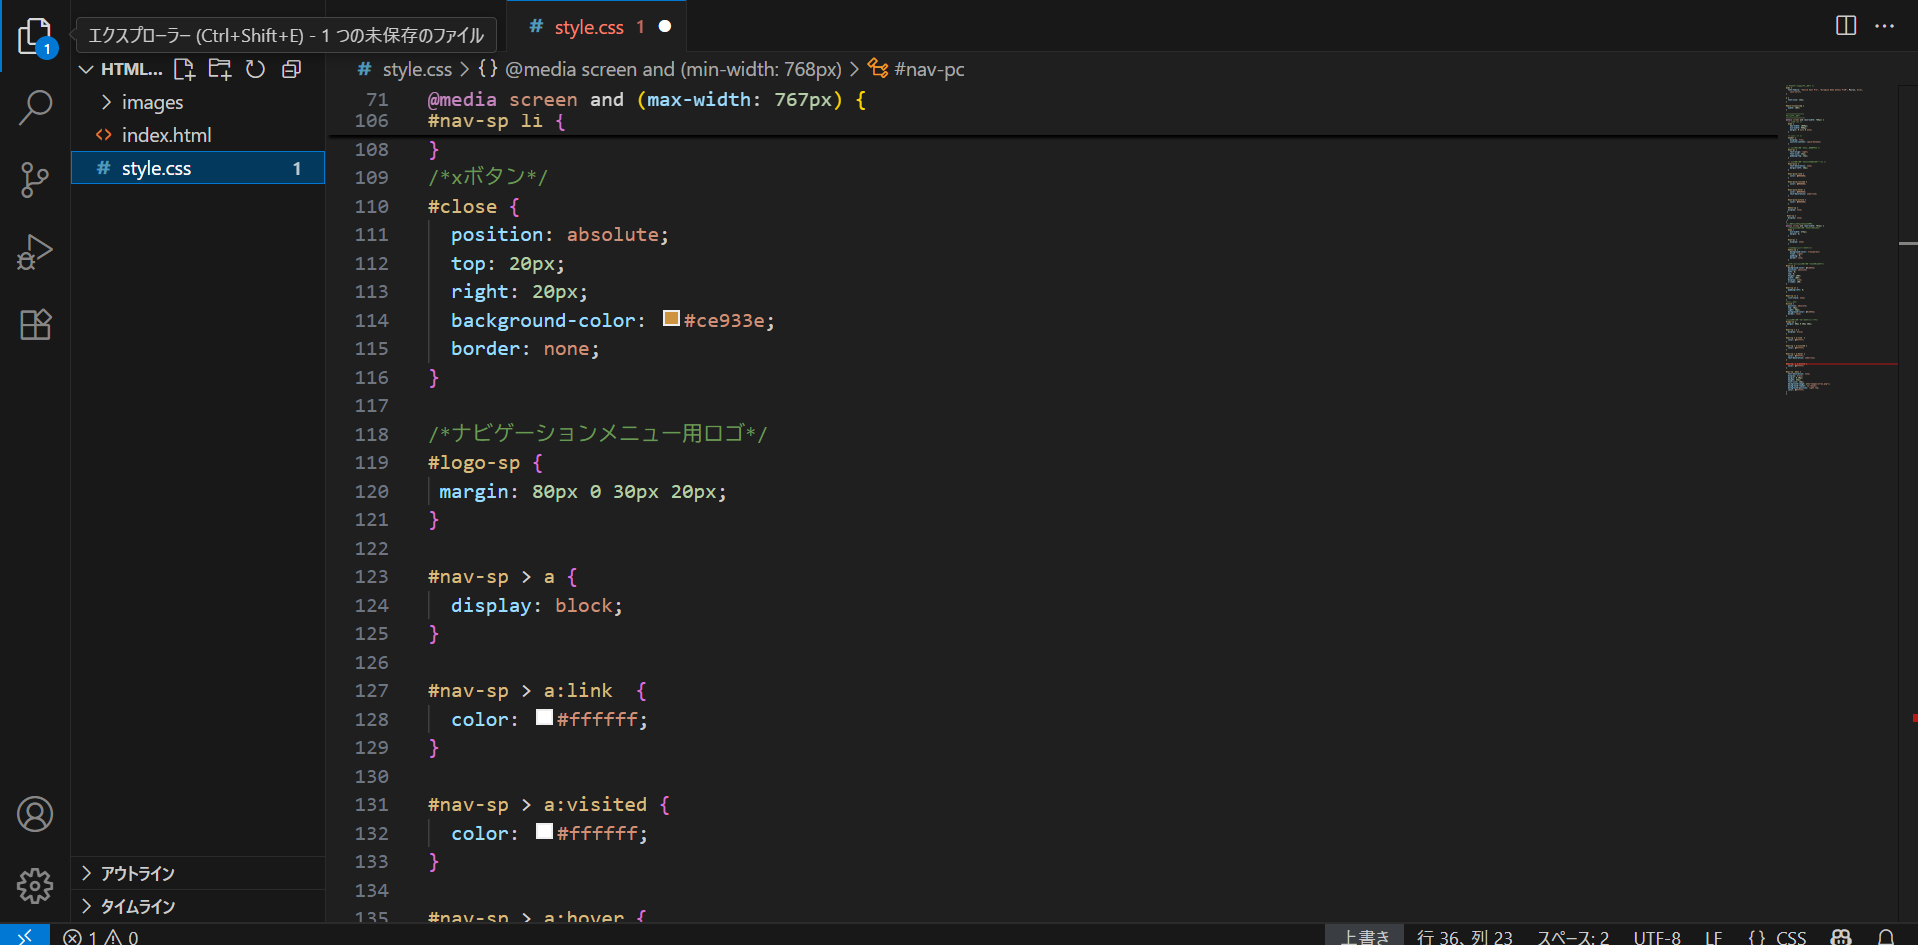 エクスプローラー (Ctrl+Shift+E) - 1 つの未保存のファイル
1
# style.css 1
HTML...
images
<> index.html
# style.css 1
# style.css > {} @media screen and (min-width: 768px) > #nav-pc
71 @media screen and (max-width: 767px) {
106 #nav-sp li {
108 }
109 /*xボタン*/
110 #close {
111 position: absolute;
112 top: 20px;
113 right: 20px;
114 background-color: #ce933e;
115 border: none;
116 }
117
118 /*ナビゲーションメニュー用ロゴ*/
119 #logo-sp {
120 margin: 80px 0 30px 20px;
121 }
122
123 #nav-sp > a {
124 display: block;
125 }
126
127 #nav-sp > a:link  {
128 color: #ffffff;
129 }
130
131 #nav-sp > a:visited {
132 color: #ffffff;
133 }
134
135 #nav-sp > a:hover {
アウトライン
タイムライン
1 0
上書き 行 36、列 23 スペース: 2 UTF-8 LF {} CSS